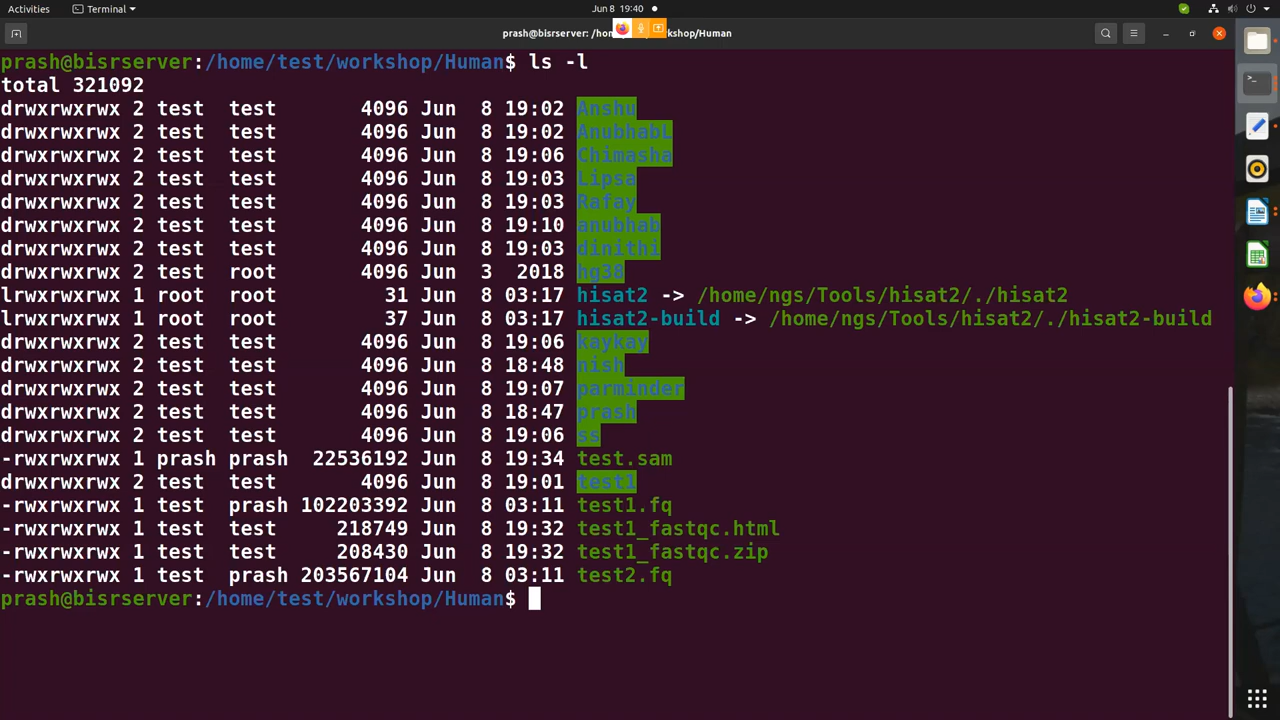 Activities Terminal Jun 8 19:40
prash@bisrserver: /hom kshop/Human
prash@bisrserver:/home/test/workshop/Human$ ls -l
total 321092
drwxrwxrwx 2 test  test       4096 Jun  8 19:02 Anshu
drwxrwxrwx 2 test  test       4096 Jun  8 19:02 AnubhabL
drwxrwxrwx 2 test  test       4096 Jun  8 19:06 Chimasha
drwxrwxrwx 2 test  test       4096 Jun  8 19:03 Lipsa
drwxrwxrwx 2 test  test       4096 Jun  8 19:03 Rafay
drwxrwxrwx 2 test  test       4096 Jun  8 19:10 anubhab
drwxrwxrwx 2 test  test       4096 Jun  8 19:03 dinithi
drwxrwxrwx 2 test  root       4096 Jun  3  2018 hg38
lrwxrwxrwx 1 root  root         31 Jun  8 03:17 hisat2 -> /home/ngs/Tools/hisat2/./hisat2
lrwxrwxrwx 1 root  root         37 Jun  8 03:17 hisat2-build -> /home/ngs/Tools/hisat2/./hisat2-build
drwxrwxrwx 2 test  test       4096 Jun  8 19:06 kaykay
drwxrwxrwx 2 test  test       4096 Jun  8 18:48 nish
drwxrwxrwx 2 test  test       4096 Jun  8 19:07 parminder
drwxrwxrwx 2 test  test       4096 Jun  8 18:47 prash
drwxrwxrwx 2 test  test       4096 Jun  8 19:06 ss
-rwxrwxrwx 1 prash prash  22536192 Jun  8 19:34 test.sam
drwxrwxrwx 2 test  test       4096 Jun  8 19:01 test1
-rwxrwxrwx 1 test  prash 102203392 Jun  8 03:11 test1.fq
-rwxrwxrwx 1 test  test     218749 Jun  8 19:32 test1_fastqc.html
-rwxrwxrwx 1 test  test     208430 Jun  8 19:32 test1_fastqc.zip
-rwxrwxrwx 1 test  prash 203567104 Jun  8 03:11 test2.fq
prash@bisrserver:/home/test/workshop/Human$